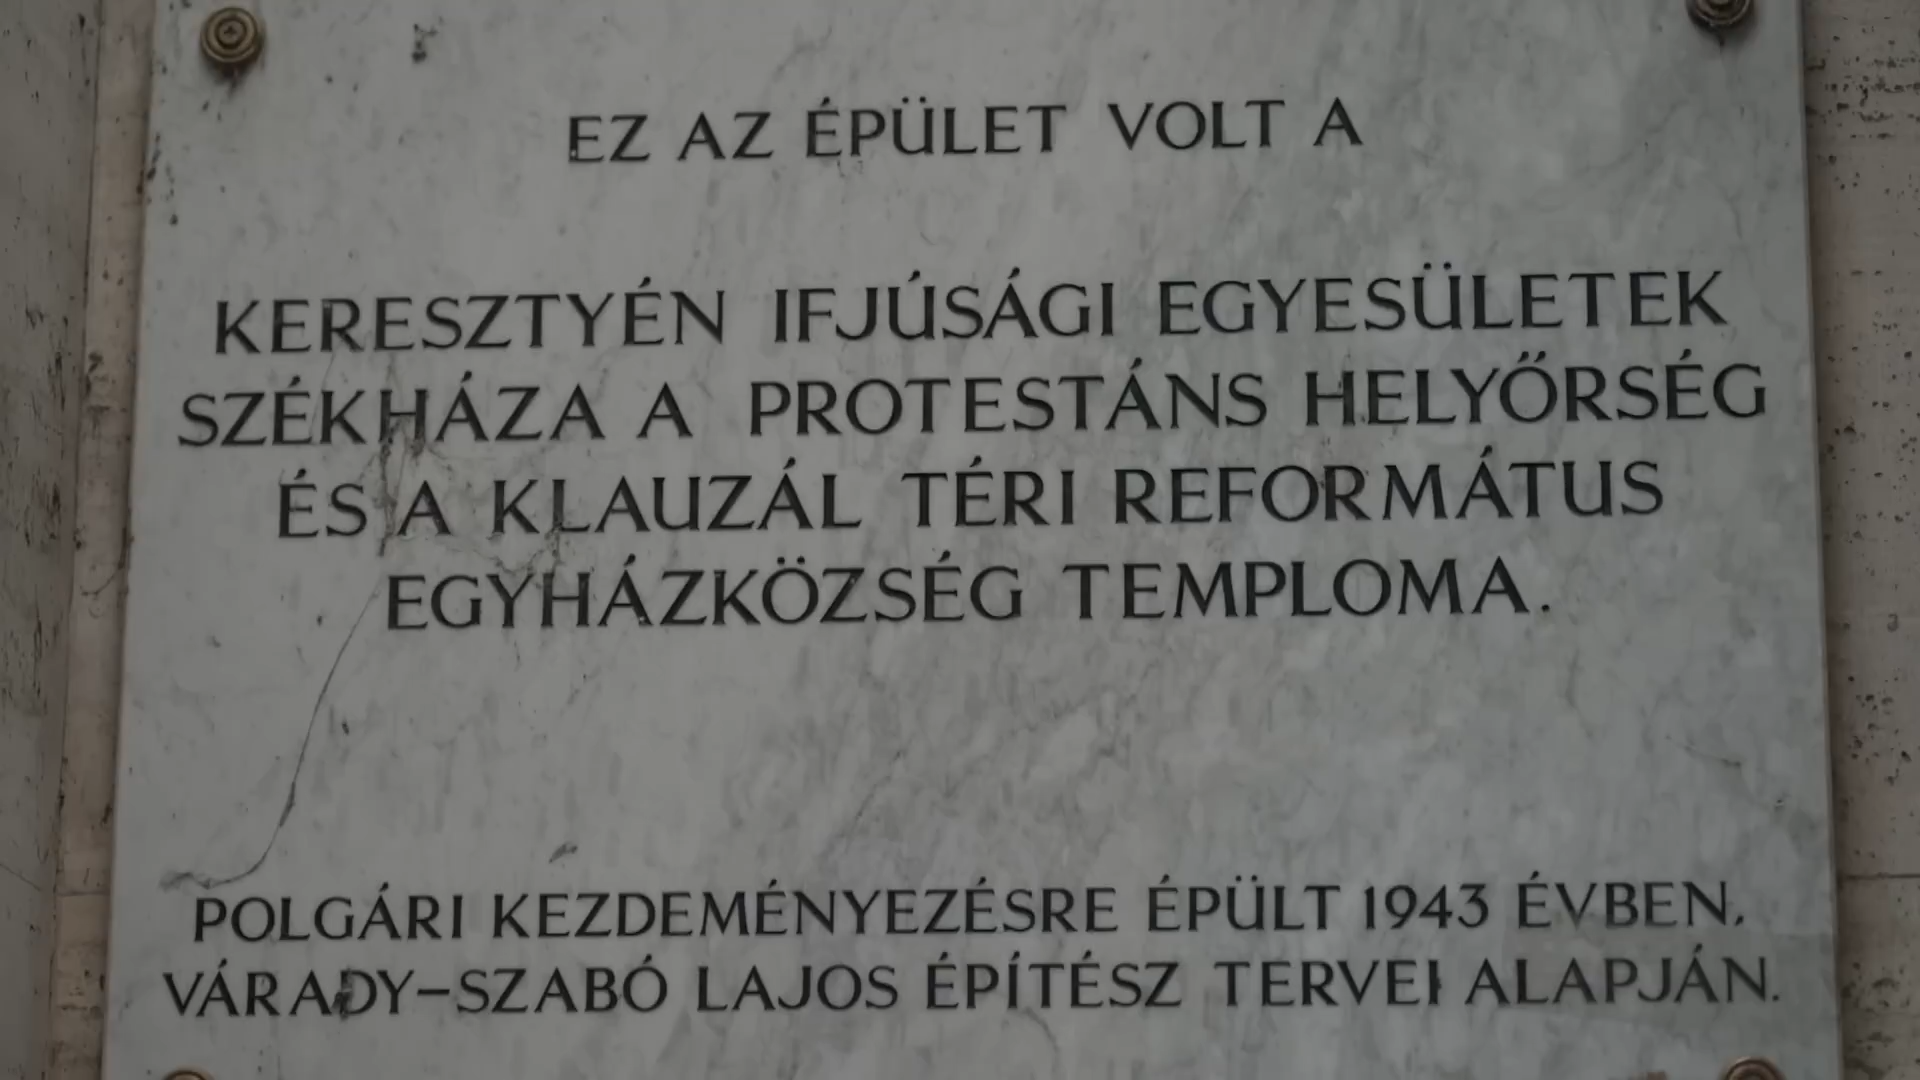 EZ AZ ÉPÜLET VOLT A
KERESZTYÉN IFJÚSÁGI EGYESÜLETEK
SZÉKHÁZA A PROTESTÁNS HELYŐRSÉG
ÉS A KLAUZÁL TÉRI REFORMÁTUS
EGYHÁZKÖZSÉG TEMPLOMA.
POLGÁRI KEZDEMÉNYEZÉSRE ÉPÜLT 1943 ÉVBEN.
VÁRADY-SZABÓ LAJOS ÉPÍTÉSZ TERVEI ALAPJÁN.